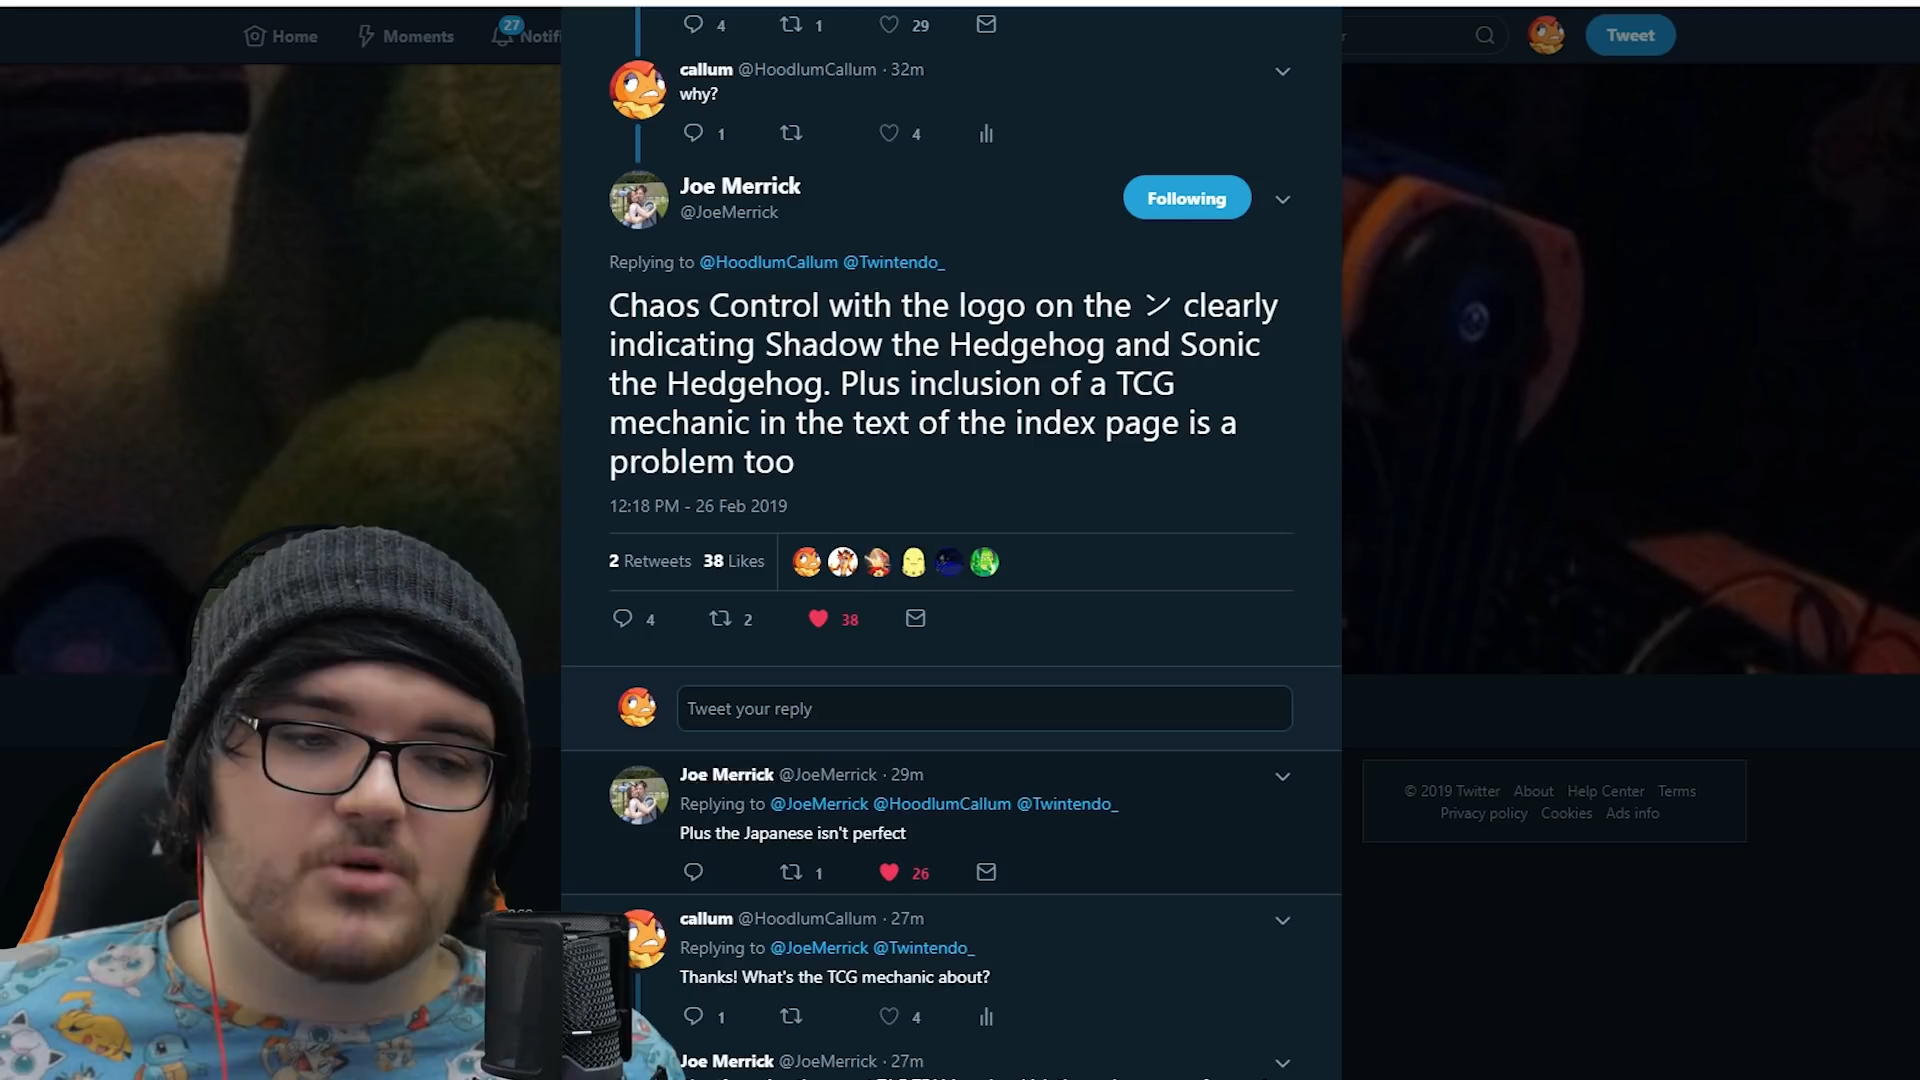 Home
Moments
27
Notifi
Tweet
4
1
29
callum @HoodlumCallum · 32m
why?
1
4
Joe Merrick
@JoeMerrick
Following
Replying to @HoodlumCallum @Twintendo_
Chaos Control with the logo on the ン clearly
indicating Shadow the Hedgehog and Sonic
the Hedgehog. Plus inclusion of a TCG
mechanic in the text of the index page is a
problem too
12:18 PM - 26 Feb 2019
2 Retweets 38 Likes
4
2
38
Tweet your reply
Joe Merrick @JoeMerrick · 29m
Replying to @JoeMerrick @HoodlumCallum @Twintendo_
Plus the Japanese isn't perfect
1
26
callum @HoodlumCallum · 27m
Replying to @JoeMerrick @Twintendo_
Thanks! What's the TCG mechanic about?
1
4
Joe Merrick @JoeMerrick · 27m
© 2019 Twitter About Help Center Terms
Privacy policy Cookies Ads info